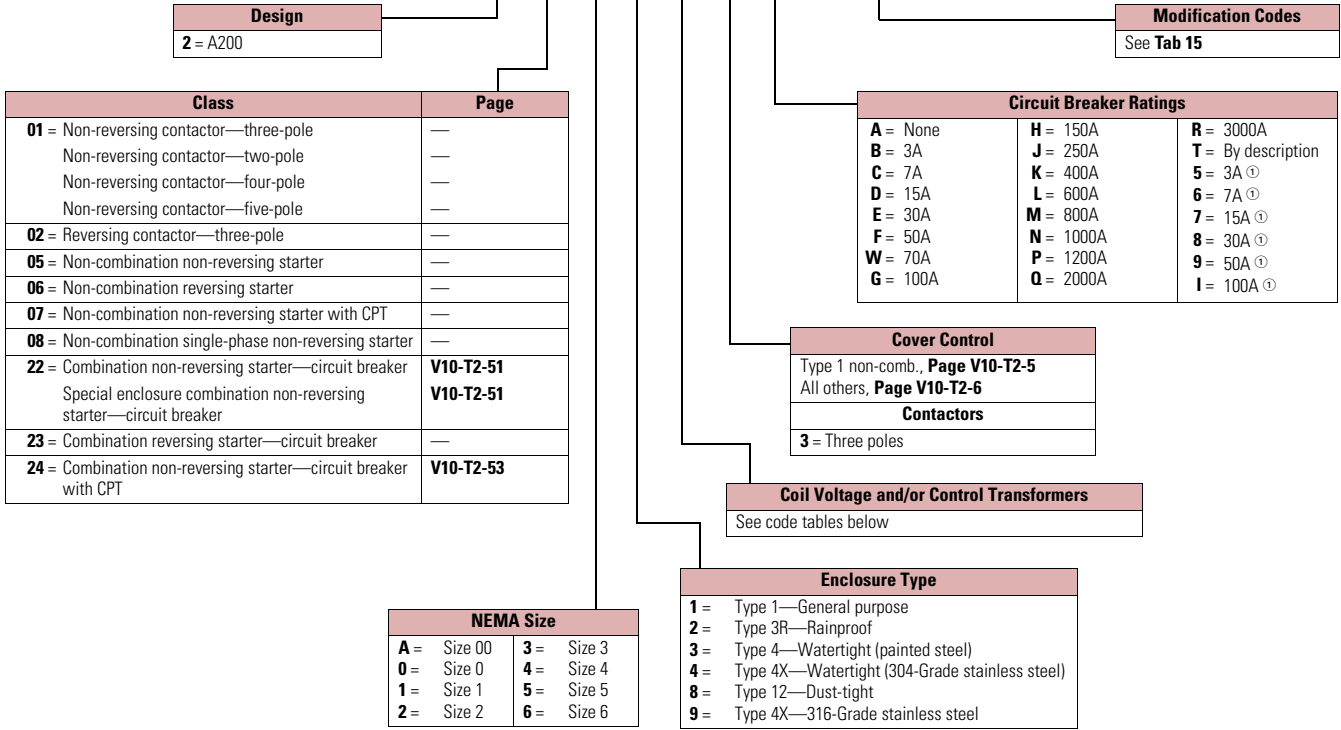 Design
2 = A200
Modification Codes
See Tab 15
Class Page
01 = Non-reversing contactor—three-pole —
Non-reversing contactor—two-pole —
Non-reversing contactor—four-pole —
Non-reversing contactor—five-pole —
02 = Reversing contactor—three-pole —
05 = Non-combination non-reversing starter —
06 = Non-combination reversing starter —
07 = Non-combination non-reversing starter with CPT —
08 = Non-combination single-phase non-reversing starter —
22 = Combination non-reversing starter—circuit breaker V10-T2-51
Special enclosure combination non-reversing V10-T2-51
starter—circuit breaker
23 = Combination reversing starter—circuit breaker —
24 = Combination non-reversing starter—circuit breaker V10-T2-53
with CPT
Circuit Breaker Ratings
A = None
B = 3A
C = 7A
D = 15A
E = 30A
F = 50A
W = 70A
G = 100A
H = 150A
J = 250A
K = 400A
L = 600A
M = 800A
N = 1000A
P = 1200A
Q = 2000A
R = 3000A
T = By description
5 = 3A ①
6 = 7A ①
7 = 15A ①
8 = 30A ①
9 = 50A ①
I = 100A ①
Cover Control
Type 1 non-comb., Page V10-T2-5
All others, Page V10-T2-6
Contactors
3 = Three poles
Coil Voltage and/or Control Transformers
See code tables below
Enclosure Type
1 = Type 1—General purpose
2 = Type 3R—Rainproof
3 = Type 4—Watertight (painted steel)
4 = Type 4X—Watertight (304-Grade stainless steel)
8 = Type 12—Dust-tight
9 = Type 4X—316-Grade stainless steel
NEMA Size
A = Size 00
0 = Size 0
1 = Size 1
2 = Size 2
3 = Size 3
4 = Size 4
5 = Size 5
6 = Size 6